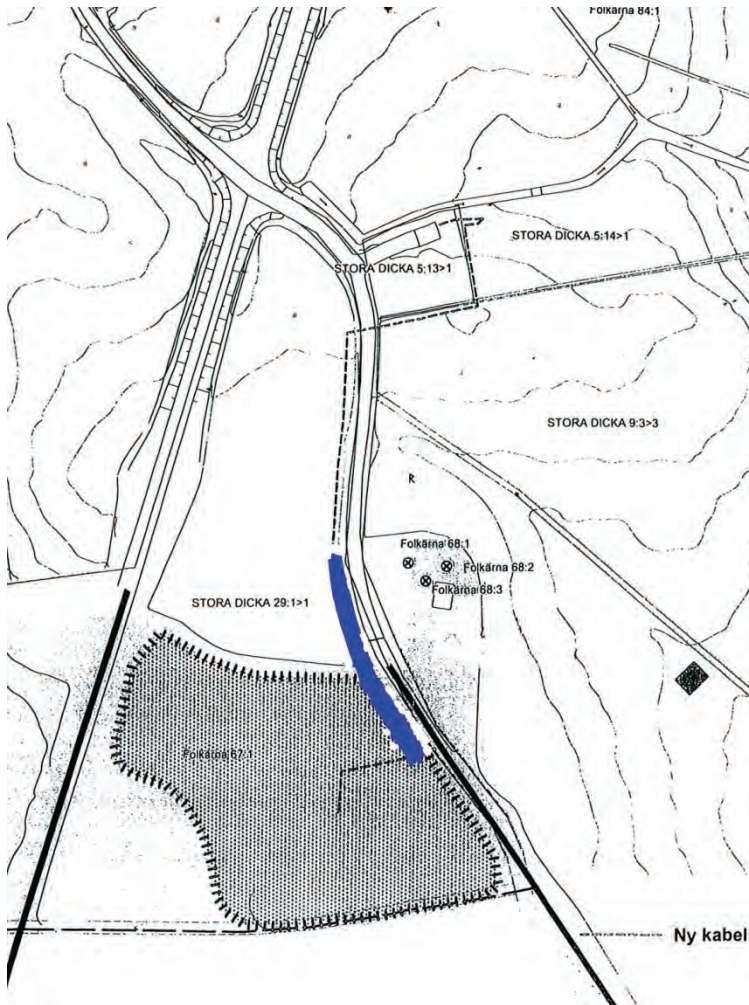 Folkärna 84:1
STORA DICKA 5:14>1
STORA DICKA 5:13>1
STORA DICKA 9:3>3
R
Folkärna 68:1
Folkärna 68:2
Folkärna 68:3
STORA DICKA 29:1>1
Folkärna 67:1
Ny kabel